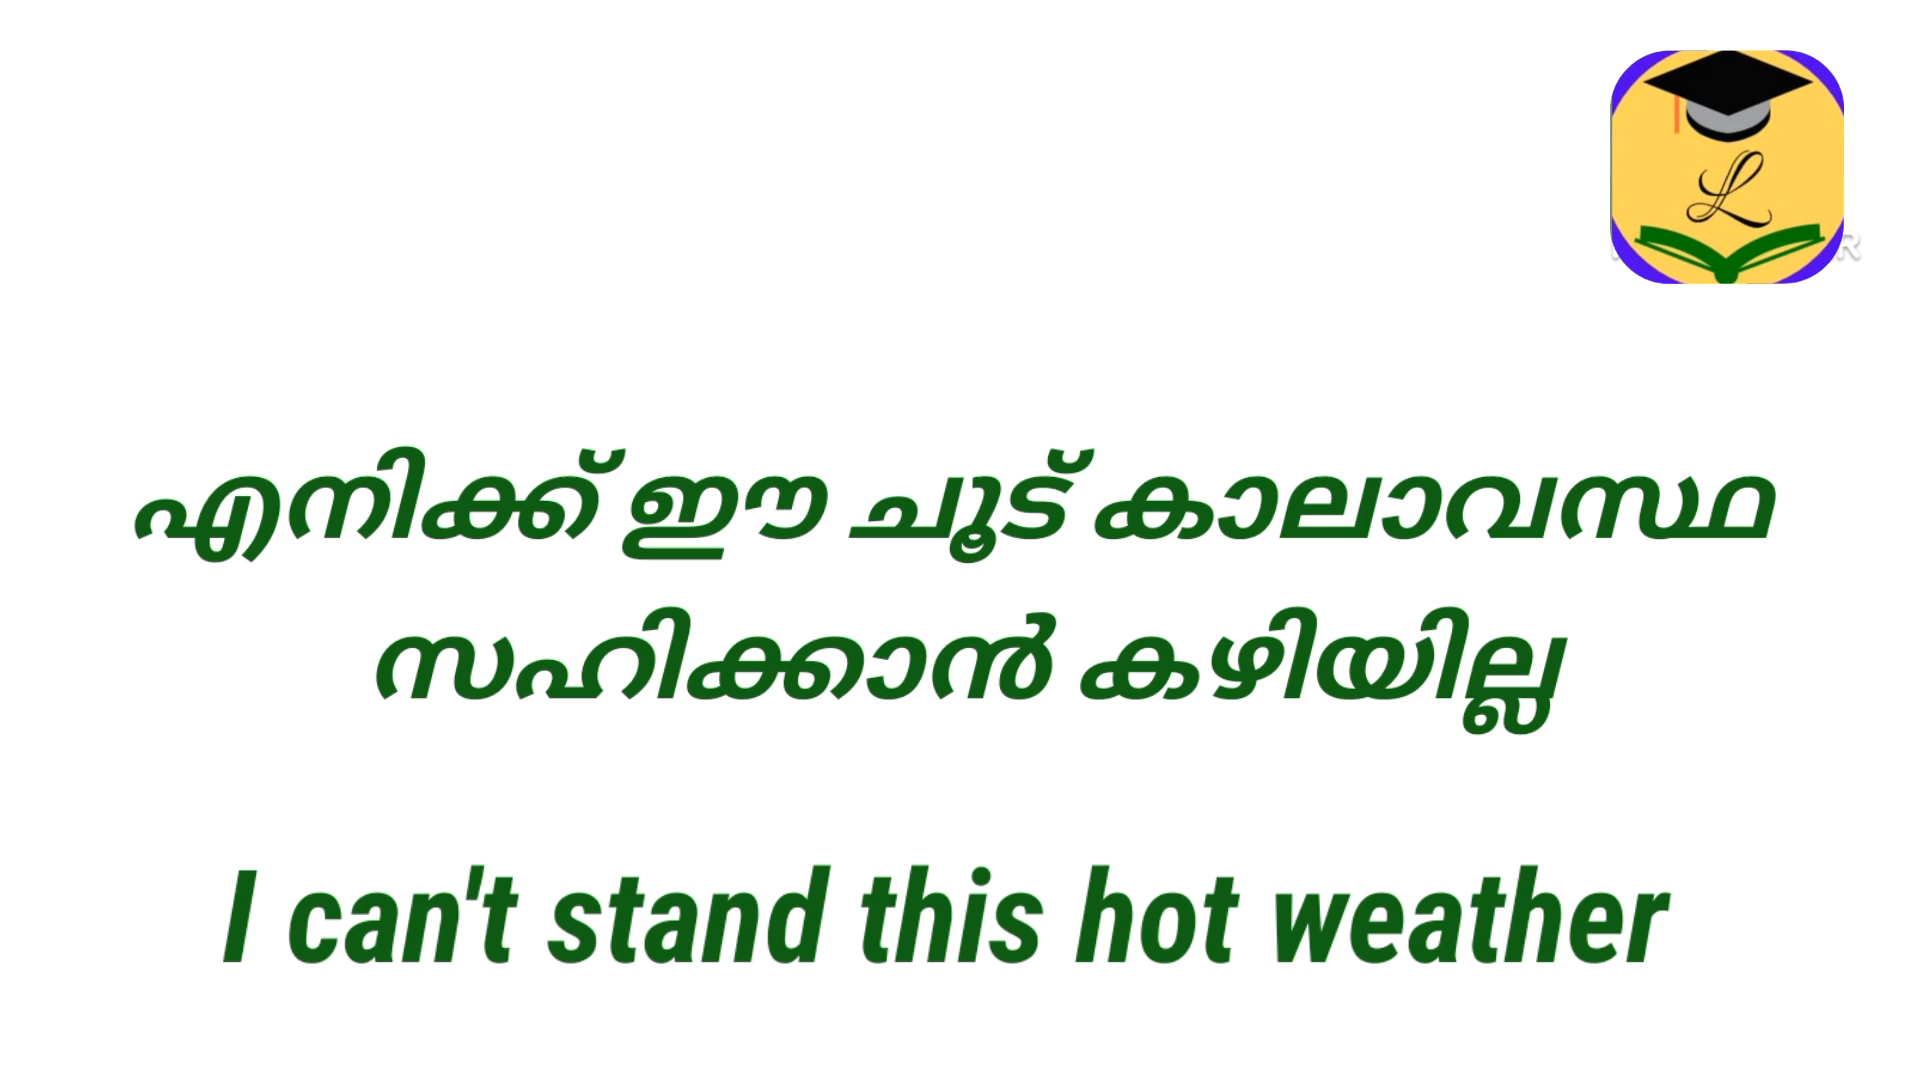 ℒ
എനിക്ക് ഈ ചൂട് കാലാവസ്ഥ
സഹിക്കാൻ കഴിയില്ല
I can't stand this hot weather